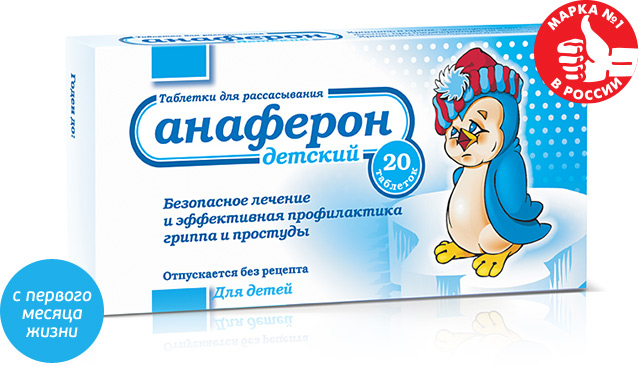 МАРКА №1
В РОССИИ
Годен до:
Таблетки для рассасывания
анаферон
детский
20
таблеток
Безопасное лечение
и эффективная профилактика
гриппа и простуды
Отпускается без рецепта
Для детей
с первого
месяца
жизни